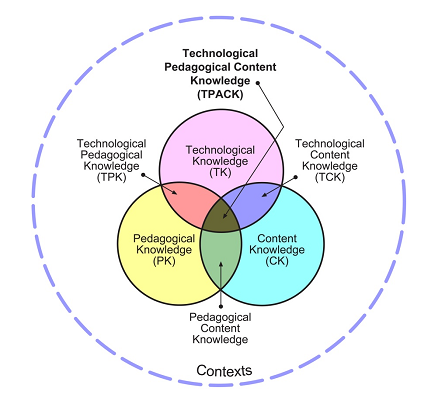 Technological
Pedagogical Content
Knowledge
(TPACK)
Technological
Pedagogical
Knowledge
(TPK)
Technological
Knowledge
(TK)
Technological
Content
Knowledge
(TCK)
Pedagogical
Knowledge
(PK)
Content
Knowledge
(CK)
Pedagogical
Content
Knowledge
Contexts